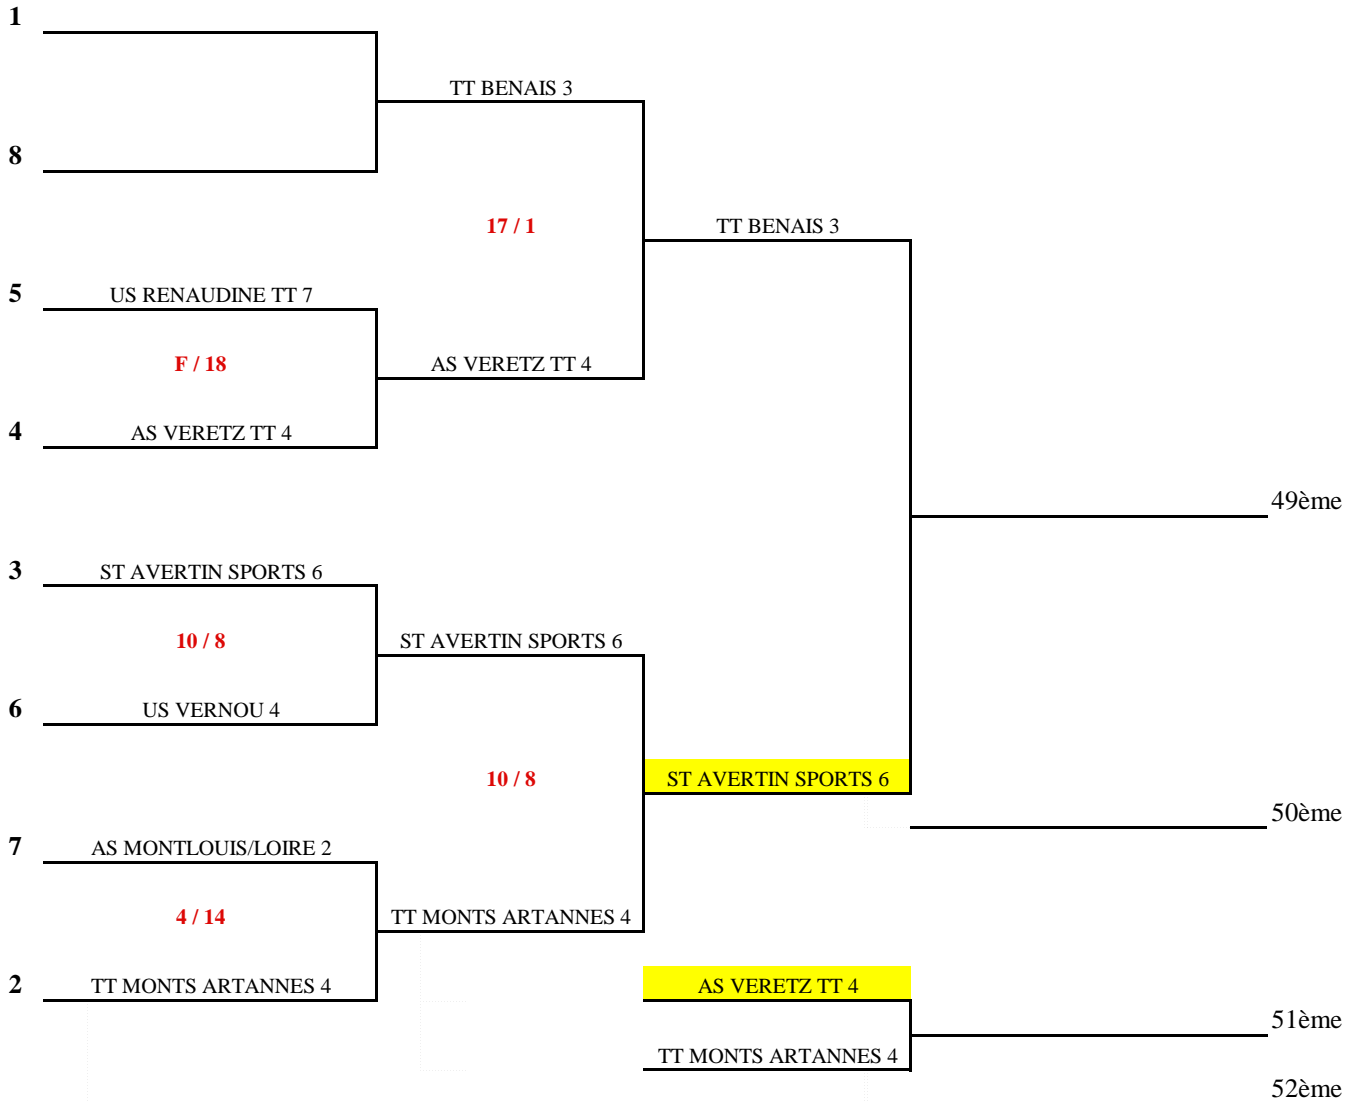 1
TT BENAIS 3
8
17 / 1
TT BENAIS 3
5
US RENAUDINE TT 7
F / 18
AS VERETZ TT 4
4
AS VERETZ TT 4
49ème
3
ST AVERTIN SPORTS 6
10 / 8
ST AVERTIN SPORTS 6
6
US VERNOU 4
10 / 8
ST AVERTIN SPORTS 6
50ème
7
AS MONTLOUIS/LOIRE 2
4 / 14
TT MONTS ARTANNES 4
2
TT MONTS ARTANNES 4
AS VERETZ TT 4
51ème
TT MONTS ARTANNES 4
52ème